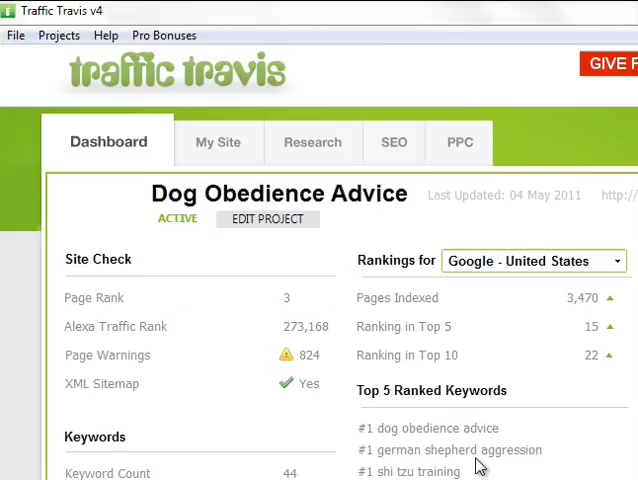 Traffic Travis v4
File Projects Help Pro Bonuses
traffic travis
GIVE F
Dashboard My Site Research SEO PPC
Dog Obedience Advice Last Updated: 04 May 2011 http://
ACTIVE EDIT PROJECT
Site Check
Page Rank 3
Alexa Traffic Rank 273,168
Page Warnings 824
XML Sitemap Yes
Keywords
Keyword Count 44
Rankings for Google - United States
Pages Indexed 3,470
Ranking in Top 5 15
Ranking in Top 10 22
Top 5 Ranked Keywords
#1 dog obedience advice
#1 german shepherd aggression
#1 shi tzu training